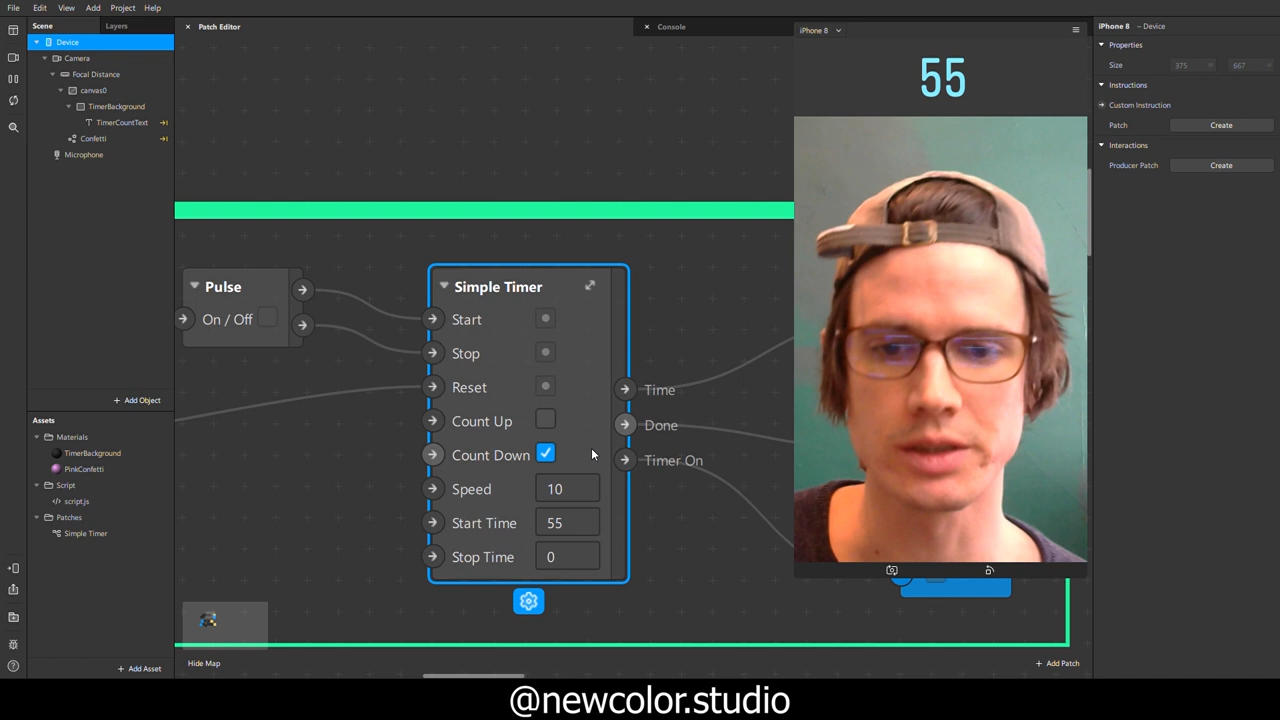 File Edit View Add Project Help
Scene Layers
Device
Camera
Focal Distance
canvas0
TimerBackground
TimerCountText
Confetti
Microphone
+ Add Object
Assets
Materials
TimerBackground
PinkConfetti
Script
script.js
Patches
Simple Timer
+ Add Asset
× Patch Editor
× Console
Pulse
On / Off
Simple Timer
Start
Stop
Reset
Count Up
Count Down
Speed 10
Start Time 55
Stop Time 0
Time
Done
Timer On
Hide Map
+ Add Patch
iPhone 8
55
iPhone 8 – Device
Properties
Size 375 667
Instructions
Custom Instruction
Patch Create
Interactions
Producer Patch Create
@newcolor.studio